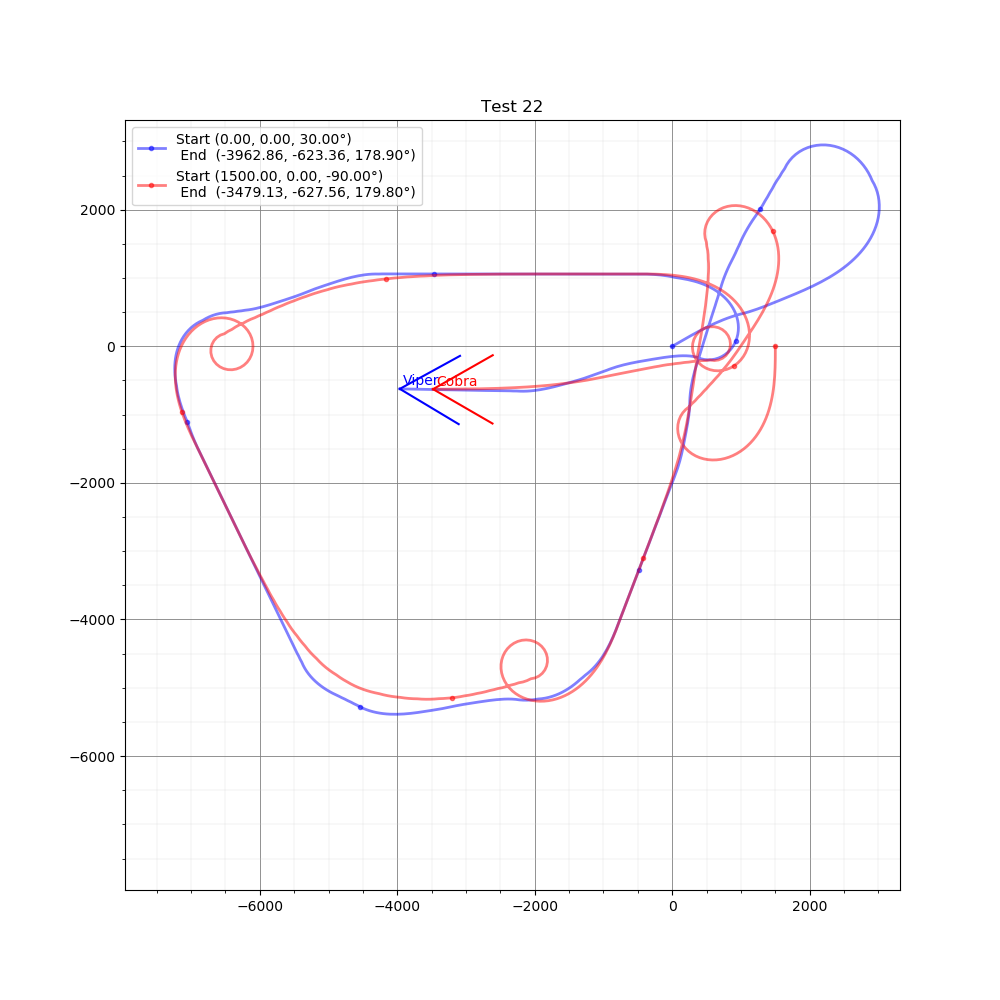 Test 22
Start (0.00, 0.00, 30.00°)
End  (-3962.86, -623.36, 178.90°)
Start (1500.00, 0.00, -90.00°)
End  (-3479.13, -627.56, 179.80°)
2000
0
Viper
Cobra
−2000
−4000
−6000
−6000 −4000 −2000 0 2000